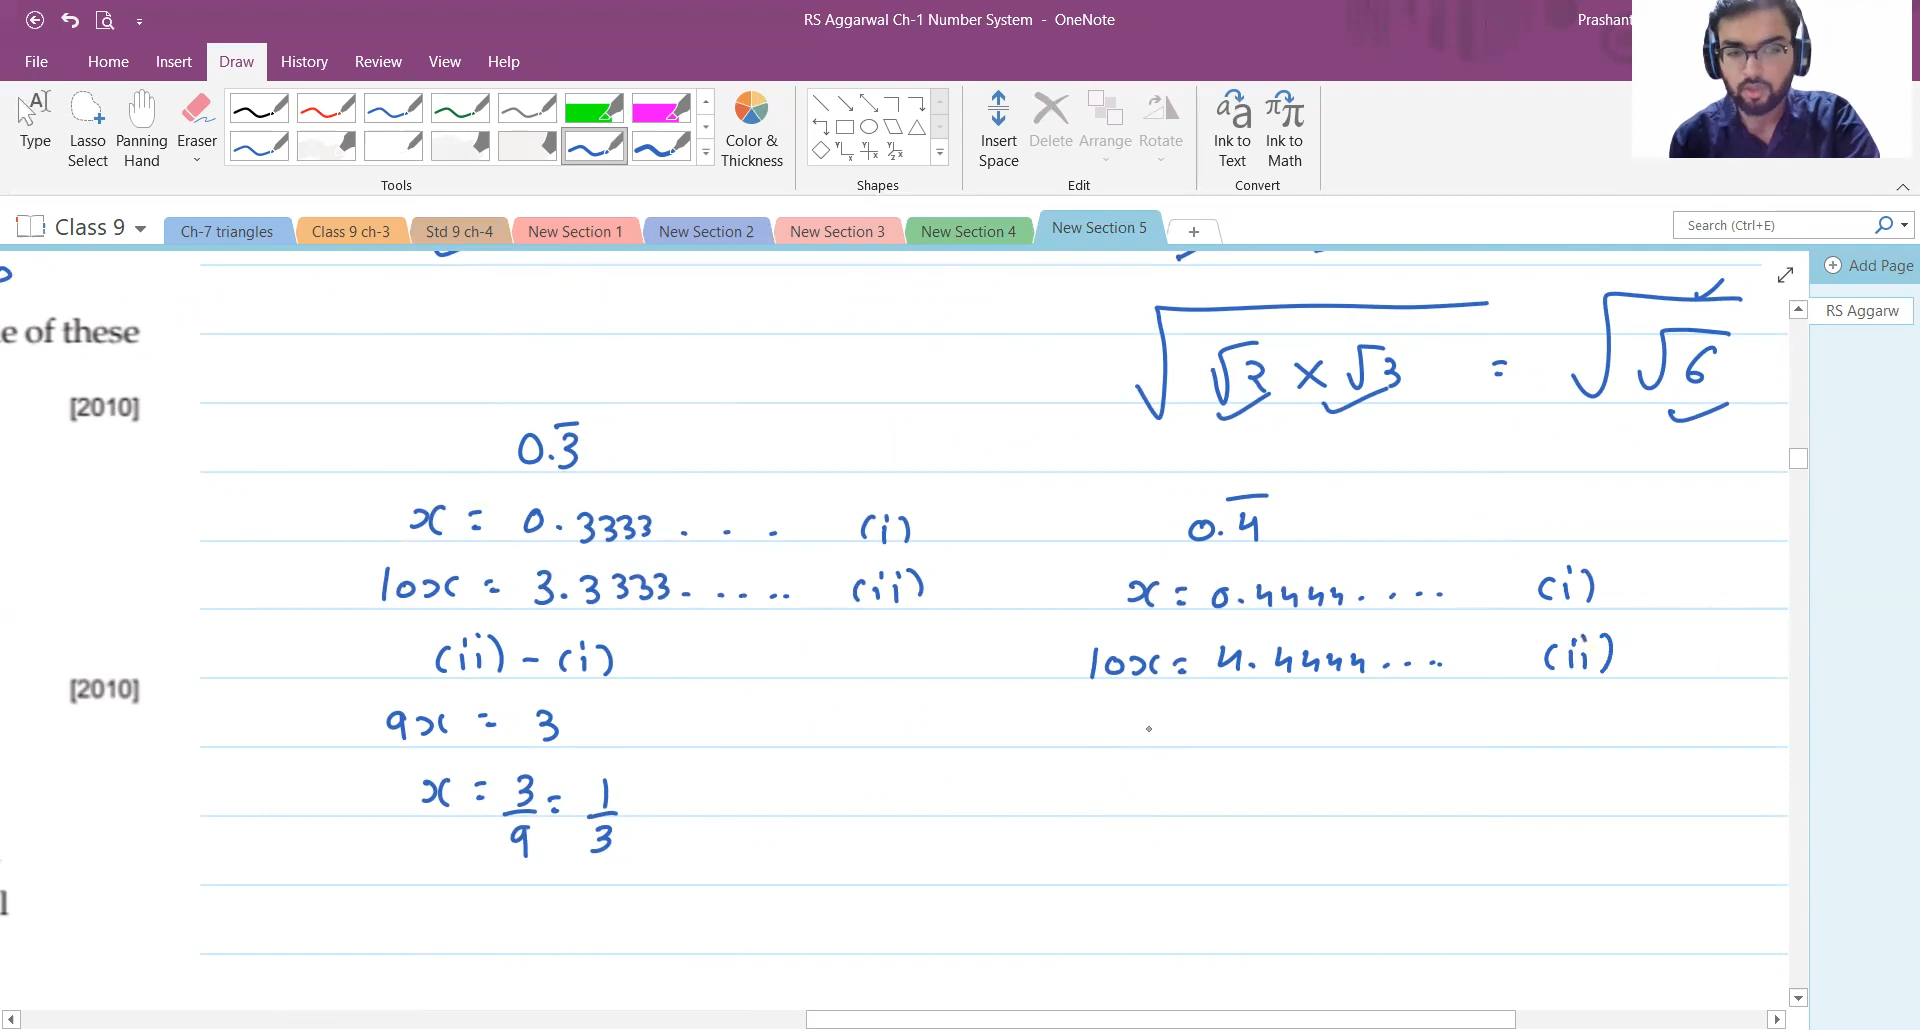 RS Aggarwal Ch-1 Number System - OneNote
Prashant
File Home Insert Draw History Review View Help
Type
Lasso Select
Panning Hand
Eraser
Color & Thickness
Insert Space
Delete
Arrange
Rotate
Ink to Text
Ink to Math
Tools
Shapes
Edit
Convert
Class 9
Ch-7 triangles
Class 9 ch-3
Std 9 ch-4
New Section 1
New Section 2
New Section 3
New Section 4
New Section 5
+
Search (Ctrl+E)
Add Page
RS Aggarw
e of these
[2010]
[2010]
l
√(√2 × √3) = √(√6)
0.3̅
x = 0.3333... (i)
10x = 3.3333..... (ii)
(ii) - (i)
9x = 3
x = 3/9 = 1/3
0.4̅
x = 0.4444.... (i)
10x = 4.4444.... (ii)